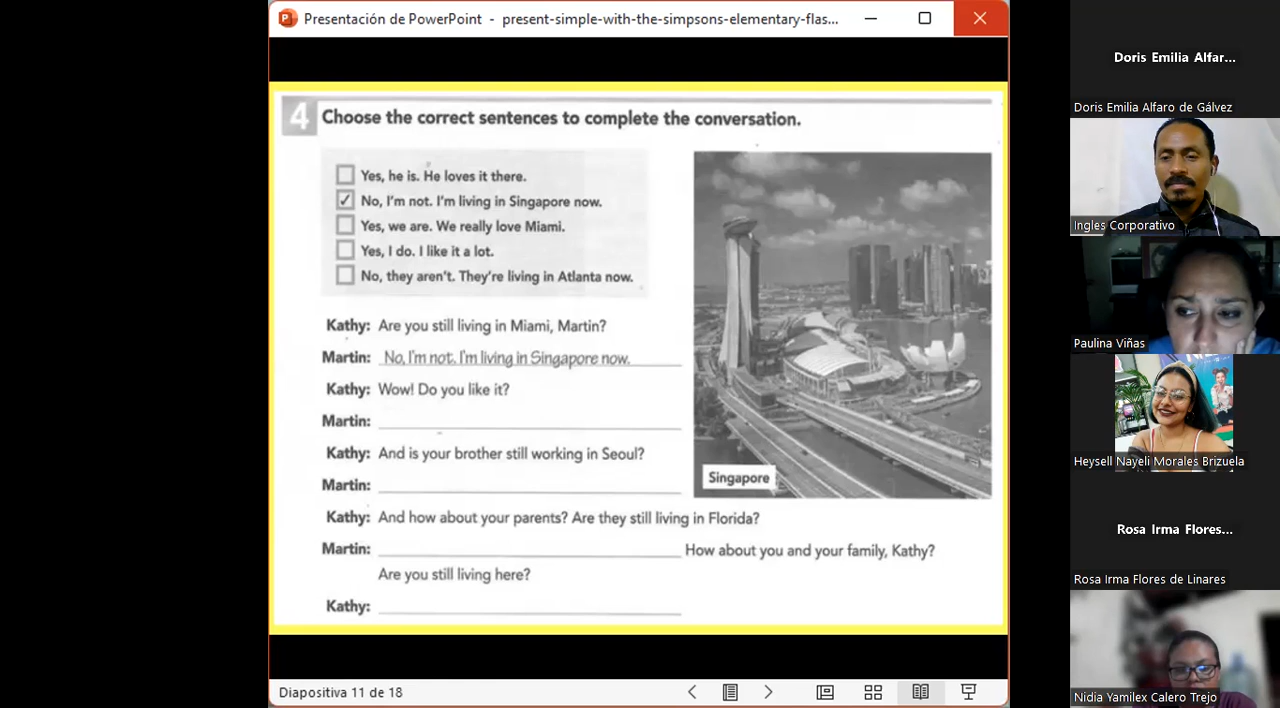 Presentación de PowerPoint - present-simple-with-the-simpsons-elementary-flas...
4 Choose the correct sentences to complete the conversation.
Yes, he is. He loves it there.
✓ No, I'm not. I'm living in Singapore now.
Yes, we are. We really love Miami.
Yes, I do. I like it a lot.
No, they aren't. They're living in Atlanta now.
Kathy: Are you still living in Miami, Martin?
Martin: No, I'm not. I'm living in Singapore now.
Kathy: Wow! Do you like it?
Martin:
Kathy: And is your brother still working in Seoul?
Martin:
Kathy: And how about your parents? Are they still living in Florida?
Martin: How about you and your family, Kathy?
Are you still living here?
Kathy:
Singapore
Diapositiva 11 de 18
Doris Emilia Alfar...
Doris Emilia Alfaro de Gálvez
Ingles Corporativo
Paulina Viñas
Heysell Nayeli Morales Brizuela
Rosa Irma Flores...
Rosa Irma Flores de Linares
Nidia Yamilex Calero Trejo